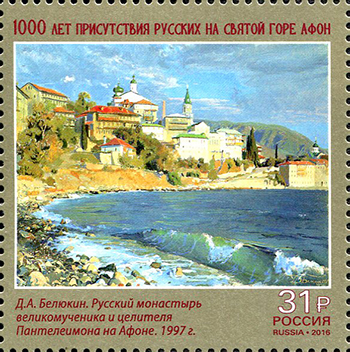 1000 ЛЕТ ПРИСУТСТВИЯ РУССКИХ НА СВЯТОЙ ГОРЕ АФОН
Д.А. Белюкин. Русский монастырь
великомученика и целителя
Пантелеимона на Афоне. 1997 г.
31₽
РОССИЯ
RUSSIA • 2016